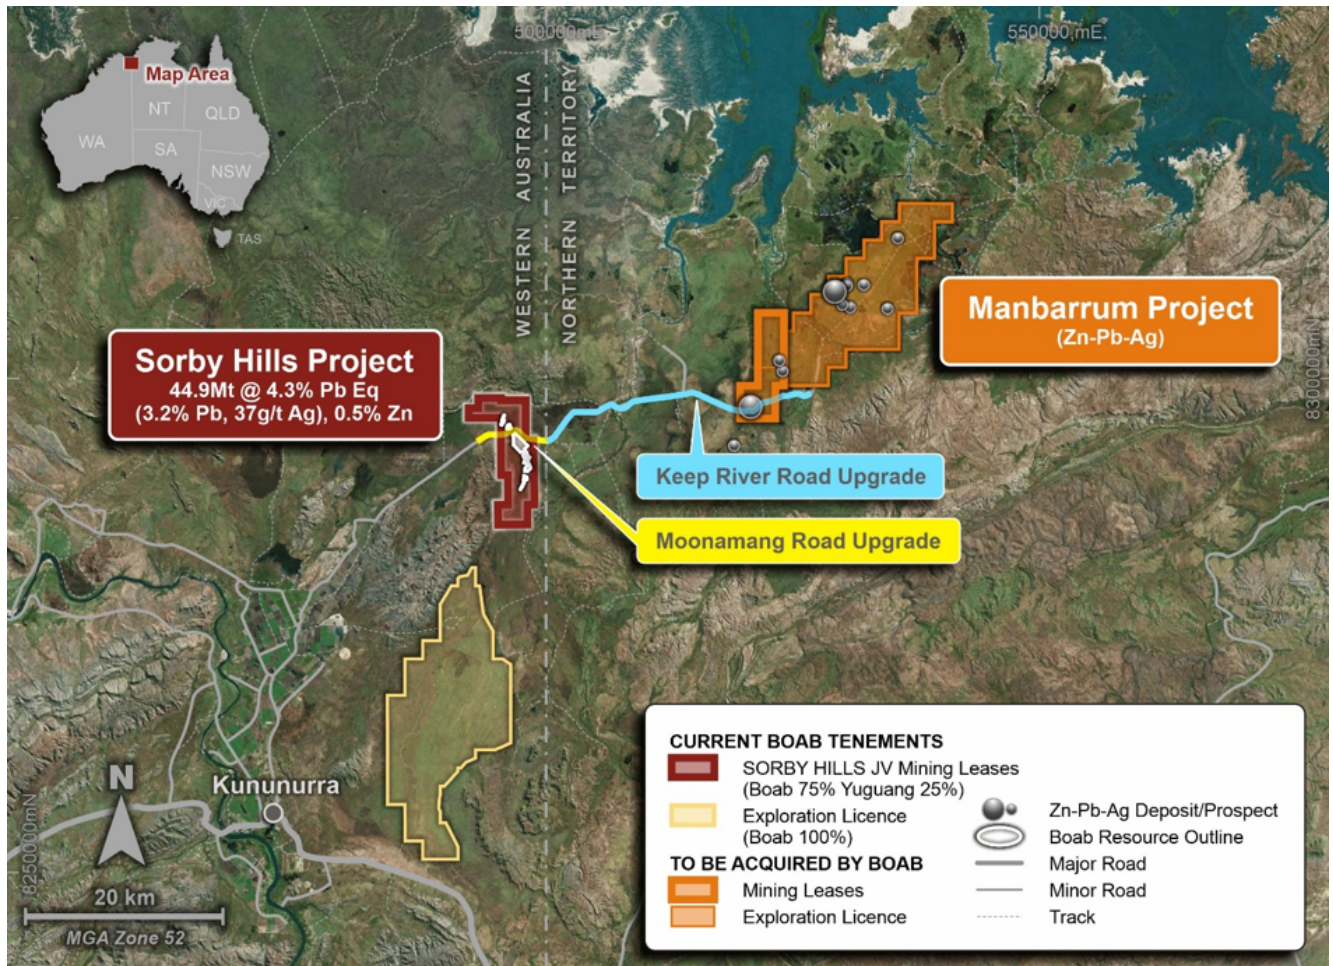 500000mE
550000 mE
Map Area
NT
QLD
WA
SA
NSW
VIC
TAS
WESTERN AUSTRALIA
NORTHERN TERRITORY
Manbarrum Project
(Zn-Pb-Ag)
8300000mN
Sorby Hills Project
44.9Mt @ 4.3% Pb Eq
(3.2% Pb, 37g/t Ag), 0.5% Zn
Keep River Road Upgrade
Moonamang Road Upgrade
Kununurra
N
8250000mN
20 km
MGA Zone 52
CURRENT BOAB TENEMENTS
SORBY HILLS JV Mining Leases
(Boab 75% Yuguang 25%)
Exploration Licence
(Boab 100%)
TO BE ACQUIRED BY BOAB
Mining Leases
Exploration Licence
Zn-Pb-Ag Deposit/Prospect
Boab Resource Outline
Major Road
Minor Road
Track